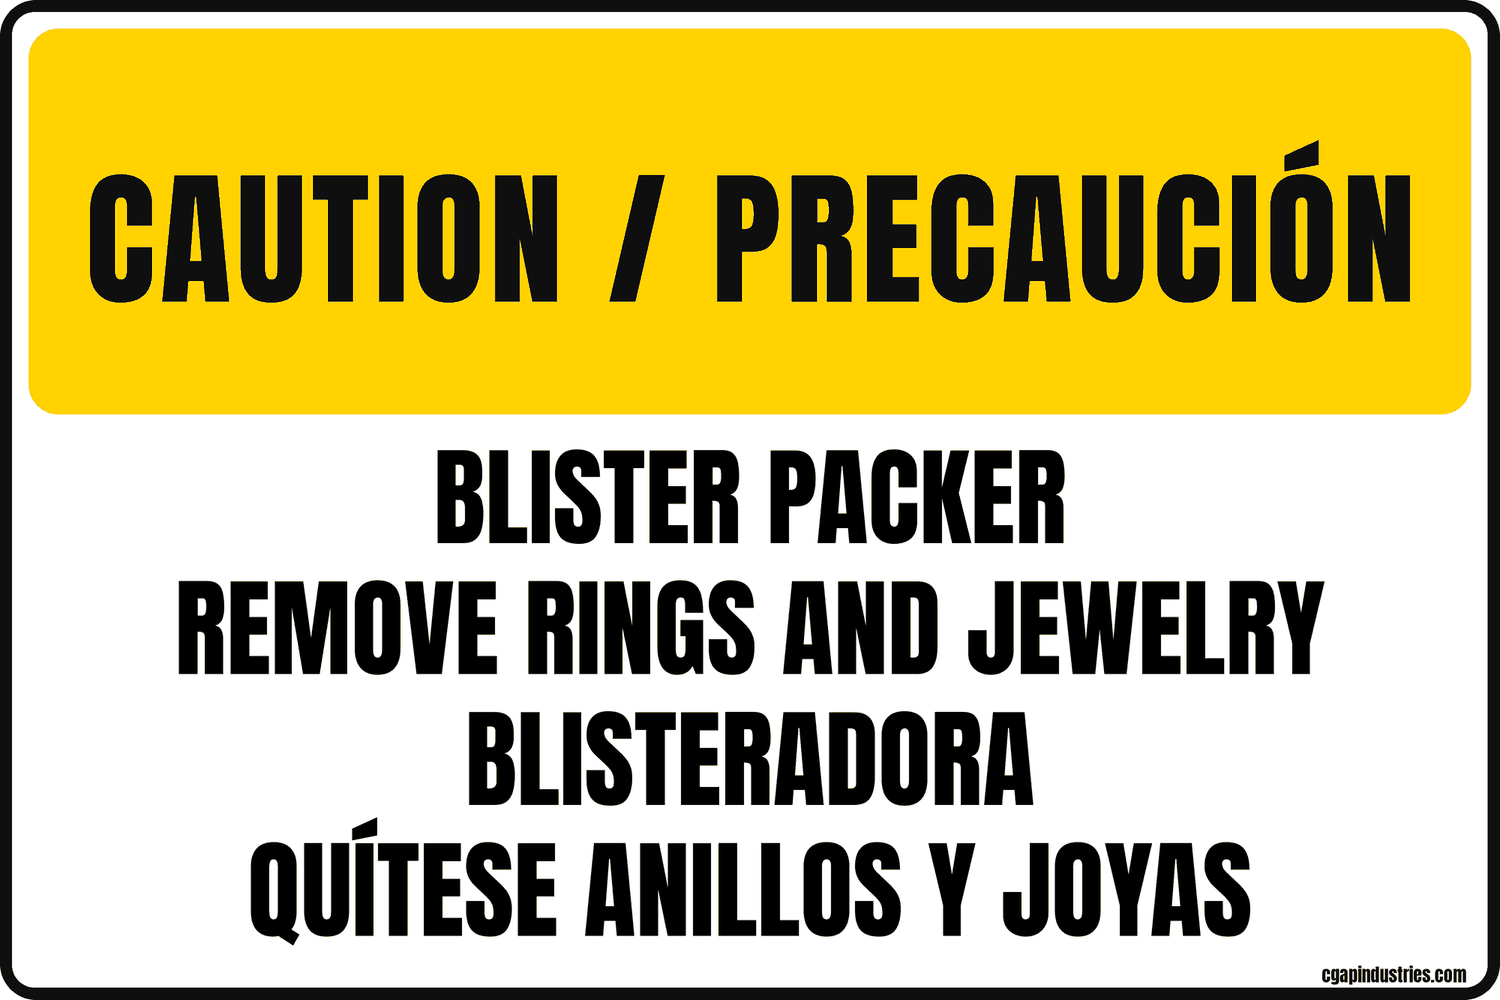 CAUTION / PRECAUCIÓN
BLISTER PACKER
REMOVE RINGS AND JEWELRY
BLISTERADORA
QUÍTESE ANILLOS Y JOYAS
cgapindustries.com